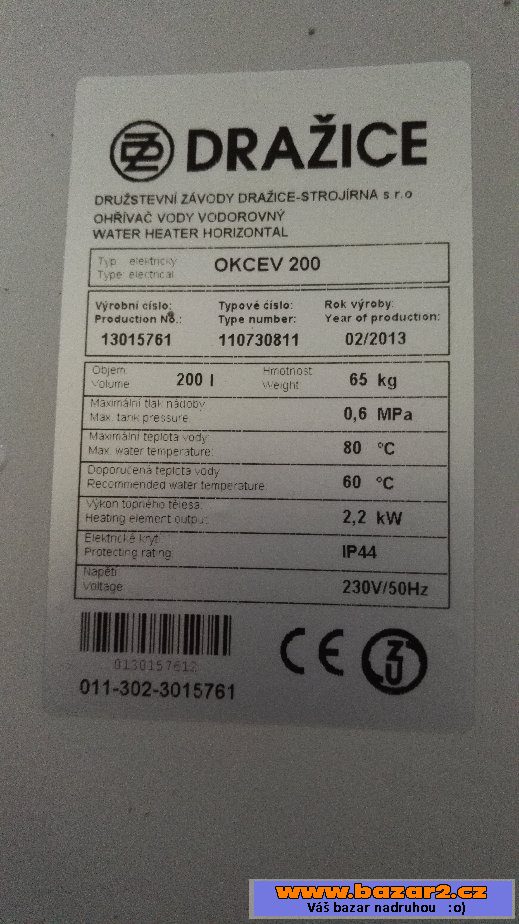 DRAŽICE
DRUŽSTEVNÍ ZÁVODY DRAŽICE-STROJÍRNA s r.o
OHŘÍVAČ VODY VODOROVNÝ
WATER HEATER HORIZONTAL
Typ elektrický
Type: electrical
OKCEV 200
Výrobní číslo: Typové číslo: Rok výroby:
Production No.: Type number: Year of production:
13015761 110730811 02/2013
Objem Hmotnost
Volume 200 l Weight 65 kg
Maximální tlak nádoby
Max. tank pressure: 0,6 MPa
Maximální teplota vody
Max. water temperature: 80 °C
Doporučená teplota vody
Recommended water temperature: 60 °C
Výkon topného tělesa
Heating element output: 2,2 kW
Elektrické krytí
Protecting rating: IP44
Napětí
Voltage: 230V/50Hz
0130157612
011-302-3015761
CE
www.bazar2.cz
Váš bazar nadruhou :o)